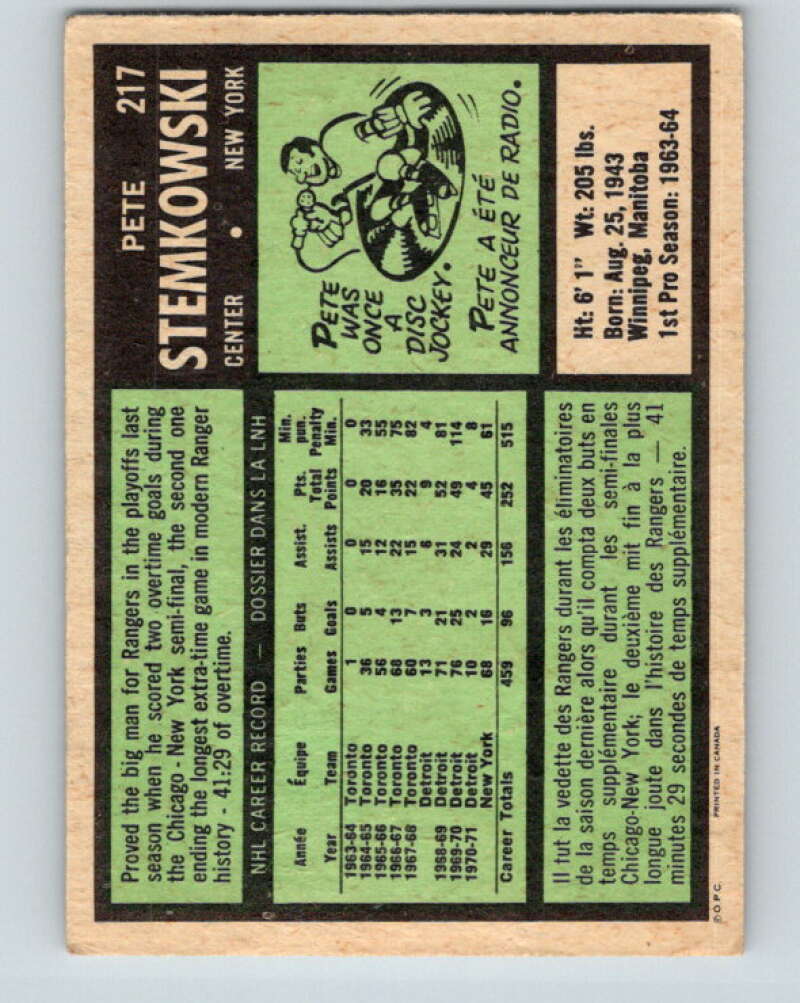 PETE 217
STEMKOWSKI
CENTER • NEW YORK
Proved the big man for Rangers in the playoffs last
season when he scored two overtime goals during
the Chicago - New York semi-final, the second one
ending the longest extra-time game in modern Ranger
history - 41:29 of overtime.
PETE
WAS
ONCE
A
DISC
JOCKEY.
PETE A ÉTÉ
ANNONCEUR DE RADIO.
Ht: 6' 1" Wt: 205 lbs.
Born: Aug. 25, 1943
Winnipeg, Manitoba
1st Pro Season: 1963-64
NHL CAREER RECORD — DOSSIER DANS LA LNH
Année Équipe Parties Buts Assist. Pts. Total Min. pun.
Year Team Games Goals Assists Points Penalty Min.
1963-64 Toronto 1 0 0 0 0
1964-65 Toronto 36 5 15 20 33
1965-66 Toronto 56 4 12 16 55
1966-67 Toronto 68 13 22 35 75
1967-68 Toronto 60 7 15 22 82
Detroit 13 3 6 9 4
1968-69 Detroit 71 21 31 52 81
1969-70 Detroit 76 25 24 49 114
1970-71 Detroit 10 2 2 4 8
New York 68 16 29 45 61
Career Totals 459 96 156 252 515
Il tut la vedette des Rangers durant les éliminatoires
de la saison dernière alors qu'il compta deux buts en
temps supplémentaire durant les semi-finales
Chicago-New York; le deuxième mit fin à la plus
longue joute dans l'histoire des Rangers — 41
minutes 29 secondes de temps supplémentaire.
© O.P.C. PRINTED IN CANADA